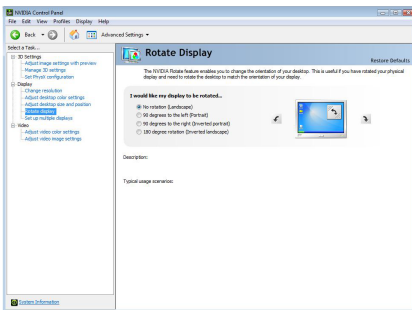 NVIDIA Control Panel
File Edit View Profiles Display Help
Back Advanced Settings
Select a Task...
3D Settings
Adjust image settings with preview
Manage 3D settings
Set PhysX configuration
Display
Change resolution
Adjust desktop color settings
Adjust desktop size and position
Rotate display
Set up multiple displays
Video
Adjust video color settings
Adjust video image settings
System Information
Rotate Display
Restore Defaults
The NVIDIA Rotate feature enables you to change the orientation of your desktop. This is useful if you have rotated your physical
display and need to rotate the desktop to match the orientation of your display.
I would like my display to be rotated...
No rotation (Landscape)
90 degrees to the left (Portrait)
90 degrees to the right (Inverted portrait)
180 degree rotation (Inverted landscape)
Description:
Typical usage scenarios: